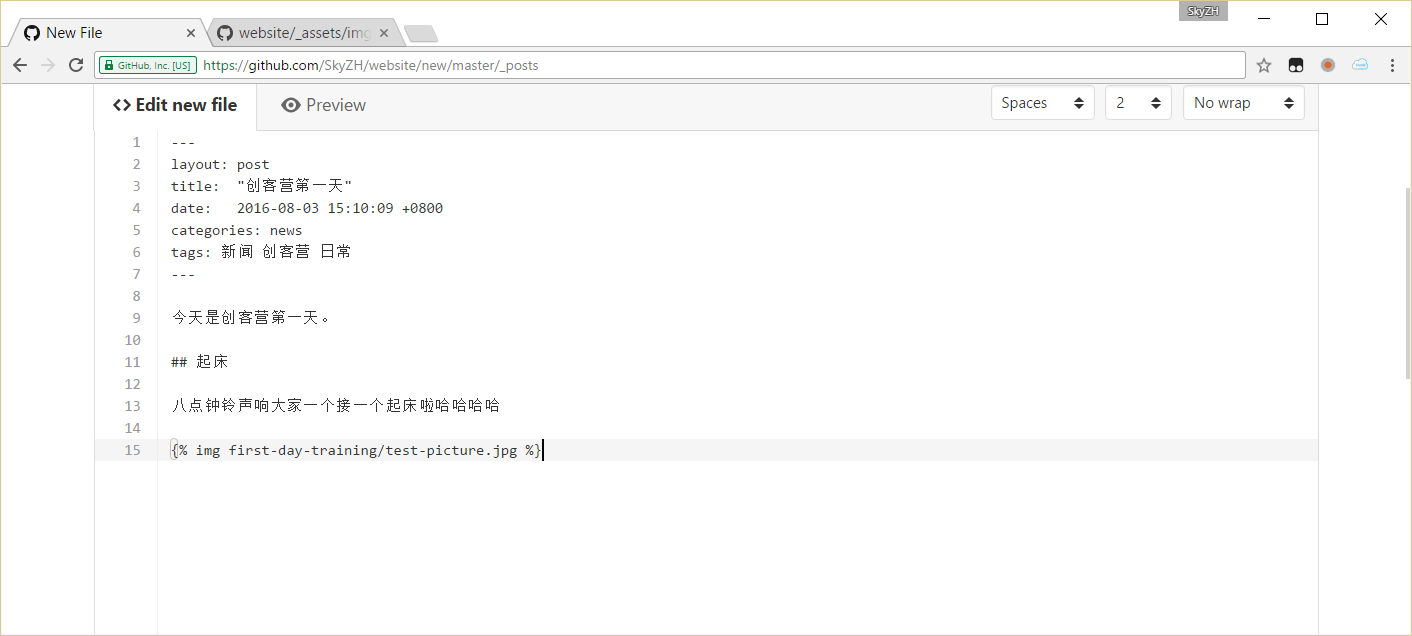 SkyZH
New File
website/_assets/img
GitHub, Inc. [US] https://github.com/SkyZH/website/new/master/_posts
<> Edit new file Preview Spaces 2 No wrap
1 ---
2 layout: post
3 title:  "创客营第一天"
4 date:   2016-08-03 15:10:09 +0800
5 categories: news
6 tags: 新闻 创客营 日常
7 ---
8
9 今天是创客营第一天。
10
11 ## 起床
12
13 八点钟铃声响大家一个接一个起床啦哈哈哈哈
14
15 {% img first-day-training/test-picture.jpg %}